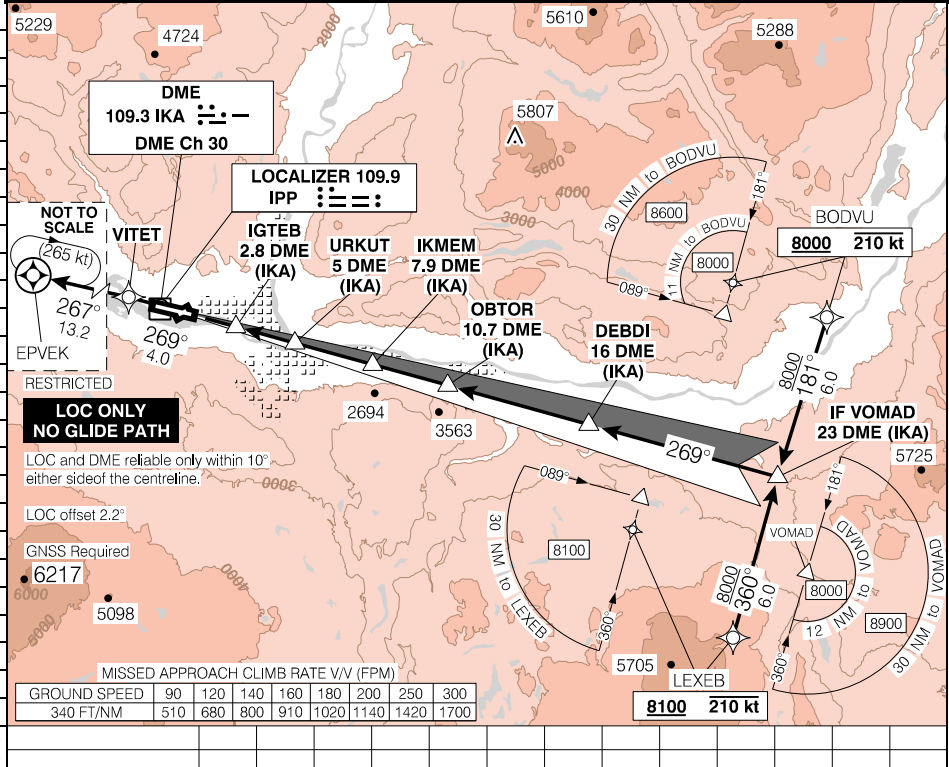 5229
4724
2000
5610
5288
DME
109.3 IKA
DME Ch 30
5807
LOCALIZER 109.9
IPP
5000
4000
3000
30 NM to BODVU
181°
8600
11 NM to BODVU
8000
089°
BODVU
8000 210 kt
NOT TO
SCALE
(265 kt)
VITET
267°
13.2
EPVEK
269°
4.0
IGTEB
2.8 DME
(IKA)
URKUT
5 DME
(IKA)
IKMEM
7.9 DME
(IKA)
OBTOR
10.7 DME
(IKA)
DEBDI
16 DME
(IKA)
8000
181°
6.0
IF VOMAD
23 DME (IKA)
5725
RESTRICTED
LOC ONLY
NO GLIDE PATH
LOC and DME reliable only within 10°
either sideof the centreline.
LOC offset 2.2°
GNSS Required
6217
6000
5098
5000
4000
3000
2694
3563
269°
089°
30 NM to LEXEB
8100
360°
8000
360°
6.0
181°
VOMAD
12 NM to VOMAD
8000
8900
30 NM to VOMAD
360°
5705
LEXEB
8100 210 kt
MISSED APPROACH CLIMB RATE V/V (FPM)
GROUND SPEED 90 120 140 160 180 200 250 300
340 FT/NM 510 680 800 910 1020 1140 1420 1700